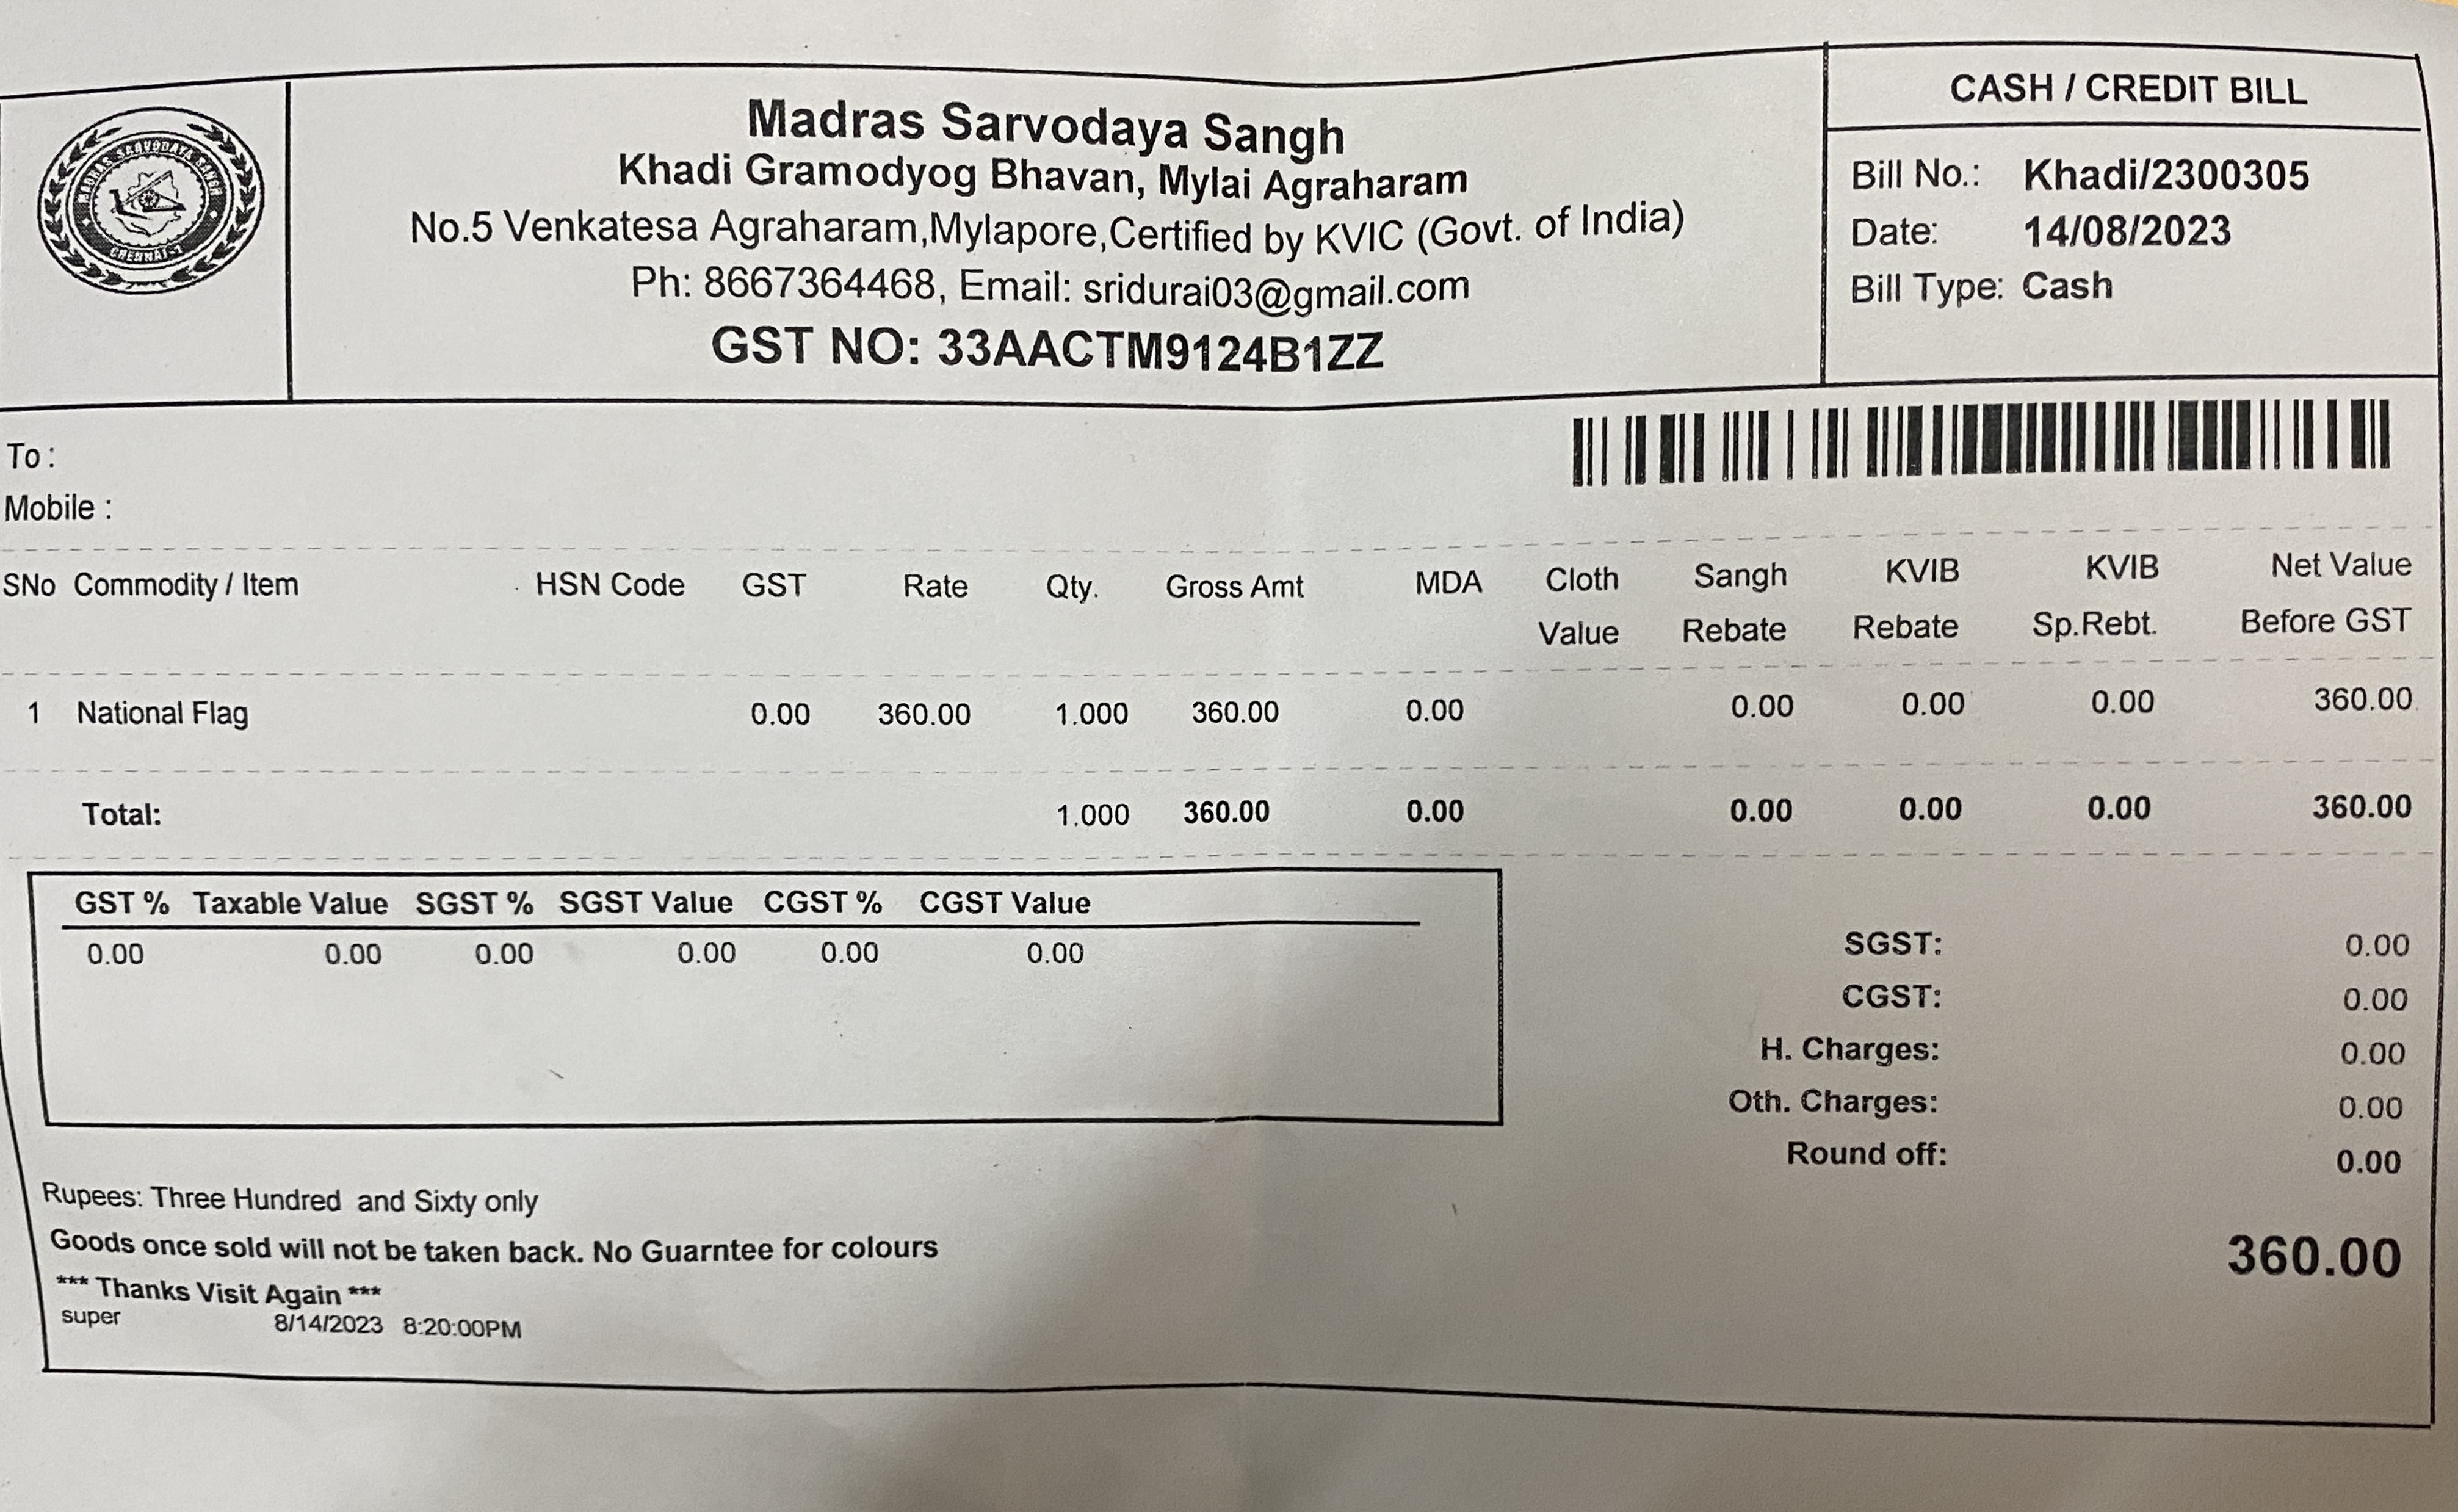 MADRAS SARVODAYA SANGH
CHENNAI-1
Madras Sarvodaya Sangh
Khadi Gramodyog Bhavan, Mylai Agraharam
No.5 Venkatesa Agraharam,Mylapore,Certified by KVIC (Govt. of India)
Ph: 8667364468, Email: sridurai03@gmail.com
GST NO: 33AACTM9124B1ZZ
CASH / CREDIT BILL
Bill No.: Khadi/2300305
Date: 14/08/2023
Bill Type: Cash
To :
Mobile :
SNo Commodity / Item HSN Code GST Rate Qty. Gross Amt MDA Cloth Sangh KVIB KVIB Net Value
Value Rebate Rebate Sp.Rebt. Before GST
1 National Flag 0.00 360.00 1.000 360.00 0.00 0.00 0.00 0.00 360.00
Total: 1.000 360.00 0.00 0.00 0.00 0.00 360.00
GST % Taxable Value SGST % SGST Value CGST % CGST Value
0.00 0.00 0.00 0.00 0.00 0.00
SGST: 0.00
CGST: 0.00
H. Charges: 0.00
Oth. Charges: 0.00
Round off: 0.00
Rupees: Three Hundred and Sixty only
Goods once sold will not be taken back. No Guarntee for colours
360.00
*** Thanks Visit Again ***
super 8/14/2023 8:20:00PM